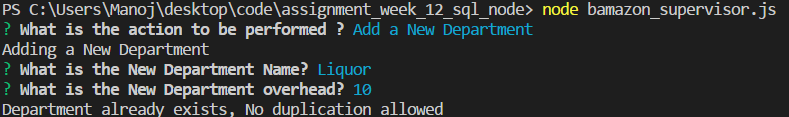 PS C:\Users\Manoj\desktop\code\assignment_week_12_sql_node> node bamazon_supervisor.js
? What is the action to be performed ? Add a New Department
Adding a New Department
? What is the New Department Name? Liquor
? What is the New Department overhead? 10
Department already exists, No duplication allowed